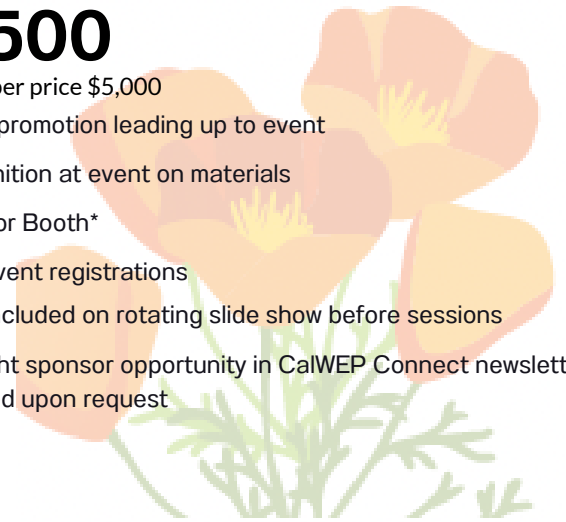 500
per price $5,000
promotion leading up to event
nition at event on materials
or Booth*
vent registrations
cluded on rotating slide show before sessions
ht sponsor opportunity in CalWEP Connect newslett
d upon request